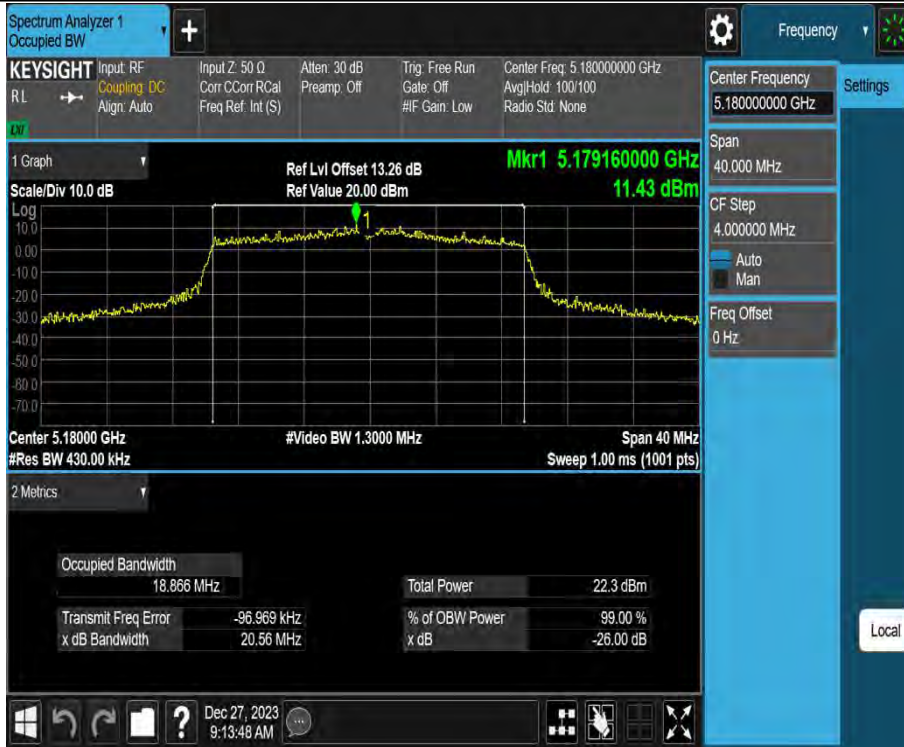 Spectrum Analyzer 1
Occupied BW
+
Frequency
KEYSIGHT
RL
LXI
Input: RF
Coupling: DC
Align: Auto
Input Z: 50 Ω
Corr CCorr RCal
Freq Ref: Int (S)
Atten: 30 dB
Preamp: Off
Trig: Free Run
Gate: Off
#IF Gain: Low
Center Freq: 5.180000000 GHz
Avg|Hold: 100/100
Radio Std: None
Center Frequency
5.180000000 GHz
Settings
Span
40.000 MHz
CF Step
4.000000 MHz
Auto
Man
Freq Offset
0 Hz
Local
1 Graph
Scale/Div 10.0 dB
Ref Lvl Offset 13.26 dB
Ref Value 20.00 dBm
Mkr1 5.179160000 GHz
11.43 dBm
Log
10.0
0.00
-10.0
-20.0
-30.0
-40.0
-50.0
-60.0
-70.0
1
Center 5.18000 GHz
#Res BW 430.00 kHz
#Video BW 1.3000 MHz
Span 40 MHz
Sweep 1.00 ms (1001 pts)
2 Metrics
Occupied Bandwidth
18.866 MHz
Total Power 22.3 dBm
Transmit Freq Error -96.969 kHz
% of OBW Power 99.00 %
x dB Bandwidth 20.56 MHz
x dB -26.00 dB
?
Dec 27, 2023
9:13:48 AM